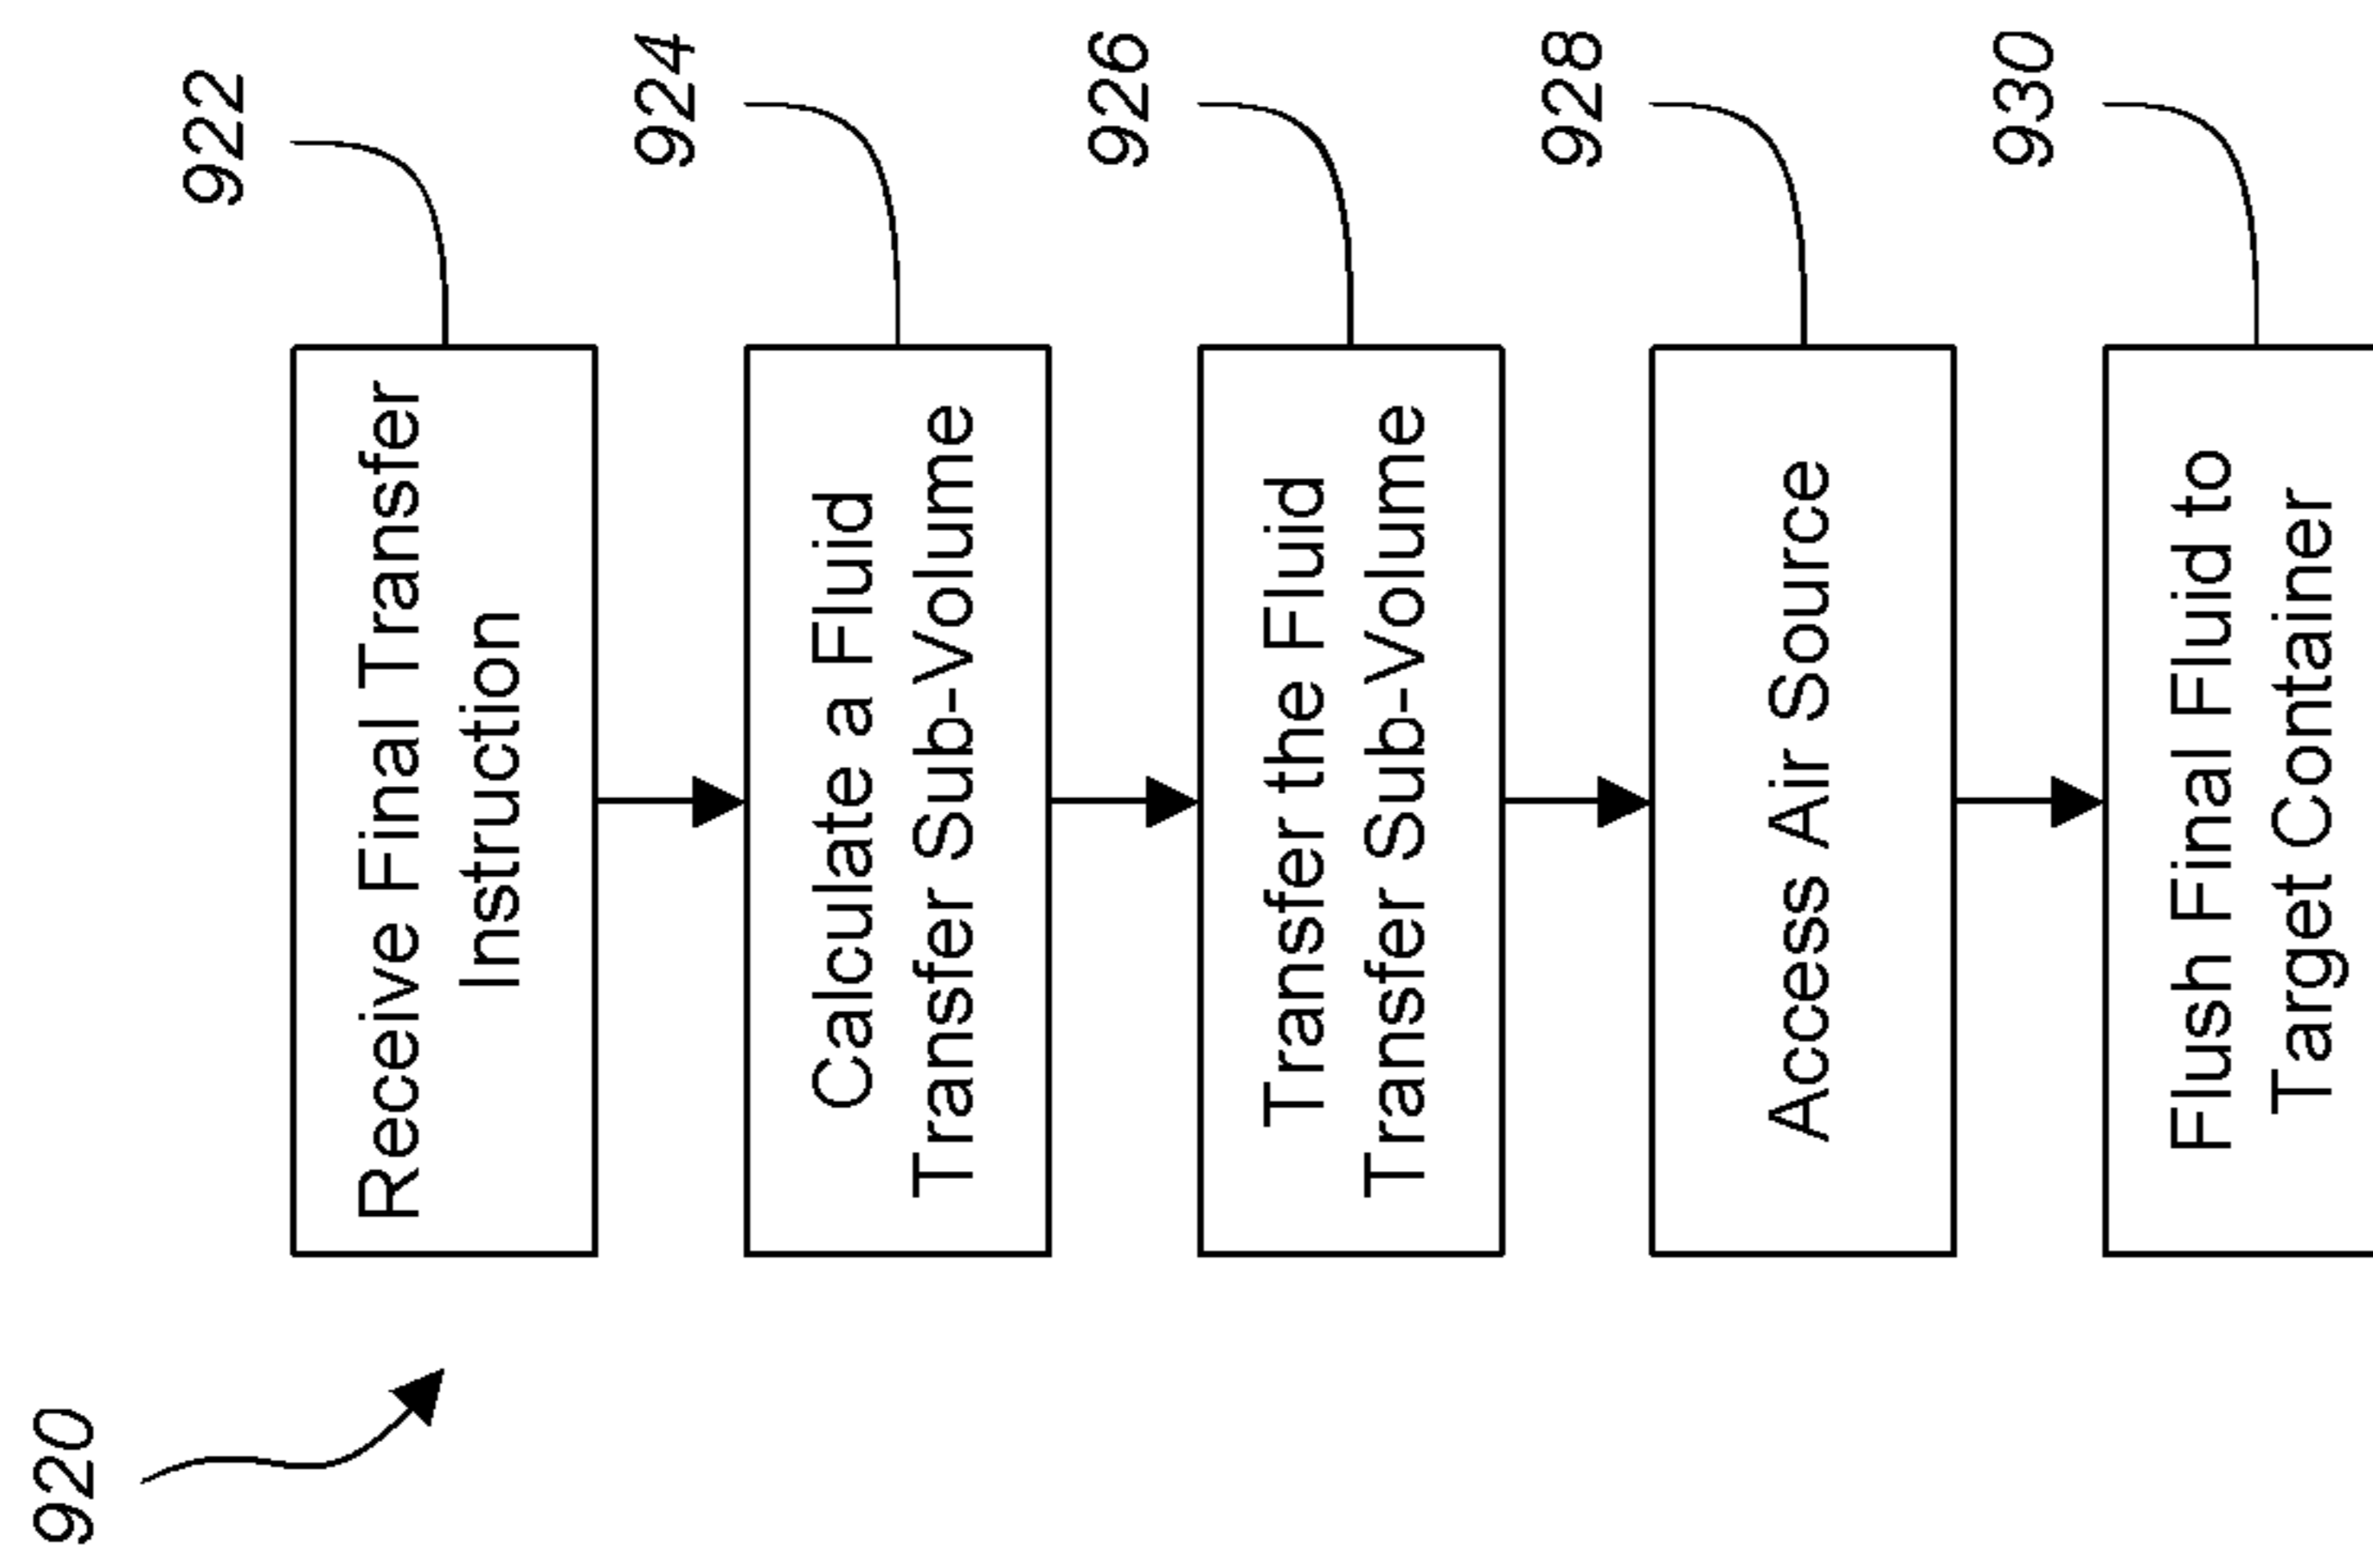 920
922
Receive Final Transfer
Instruction
924
Calculate a Fluid
Transfer Sub-Volume
926
Transfer the Fluid
Transfer Sub-Volume
928
Access Air Source
930
Flush Final Fluid to
Target Container